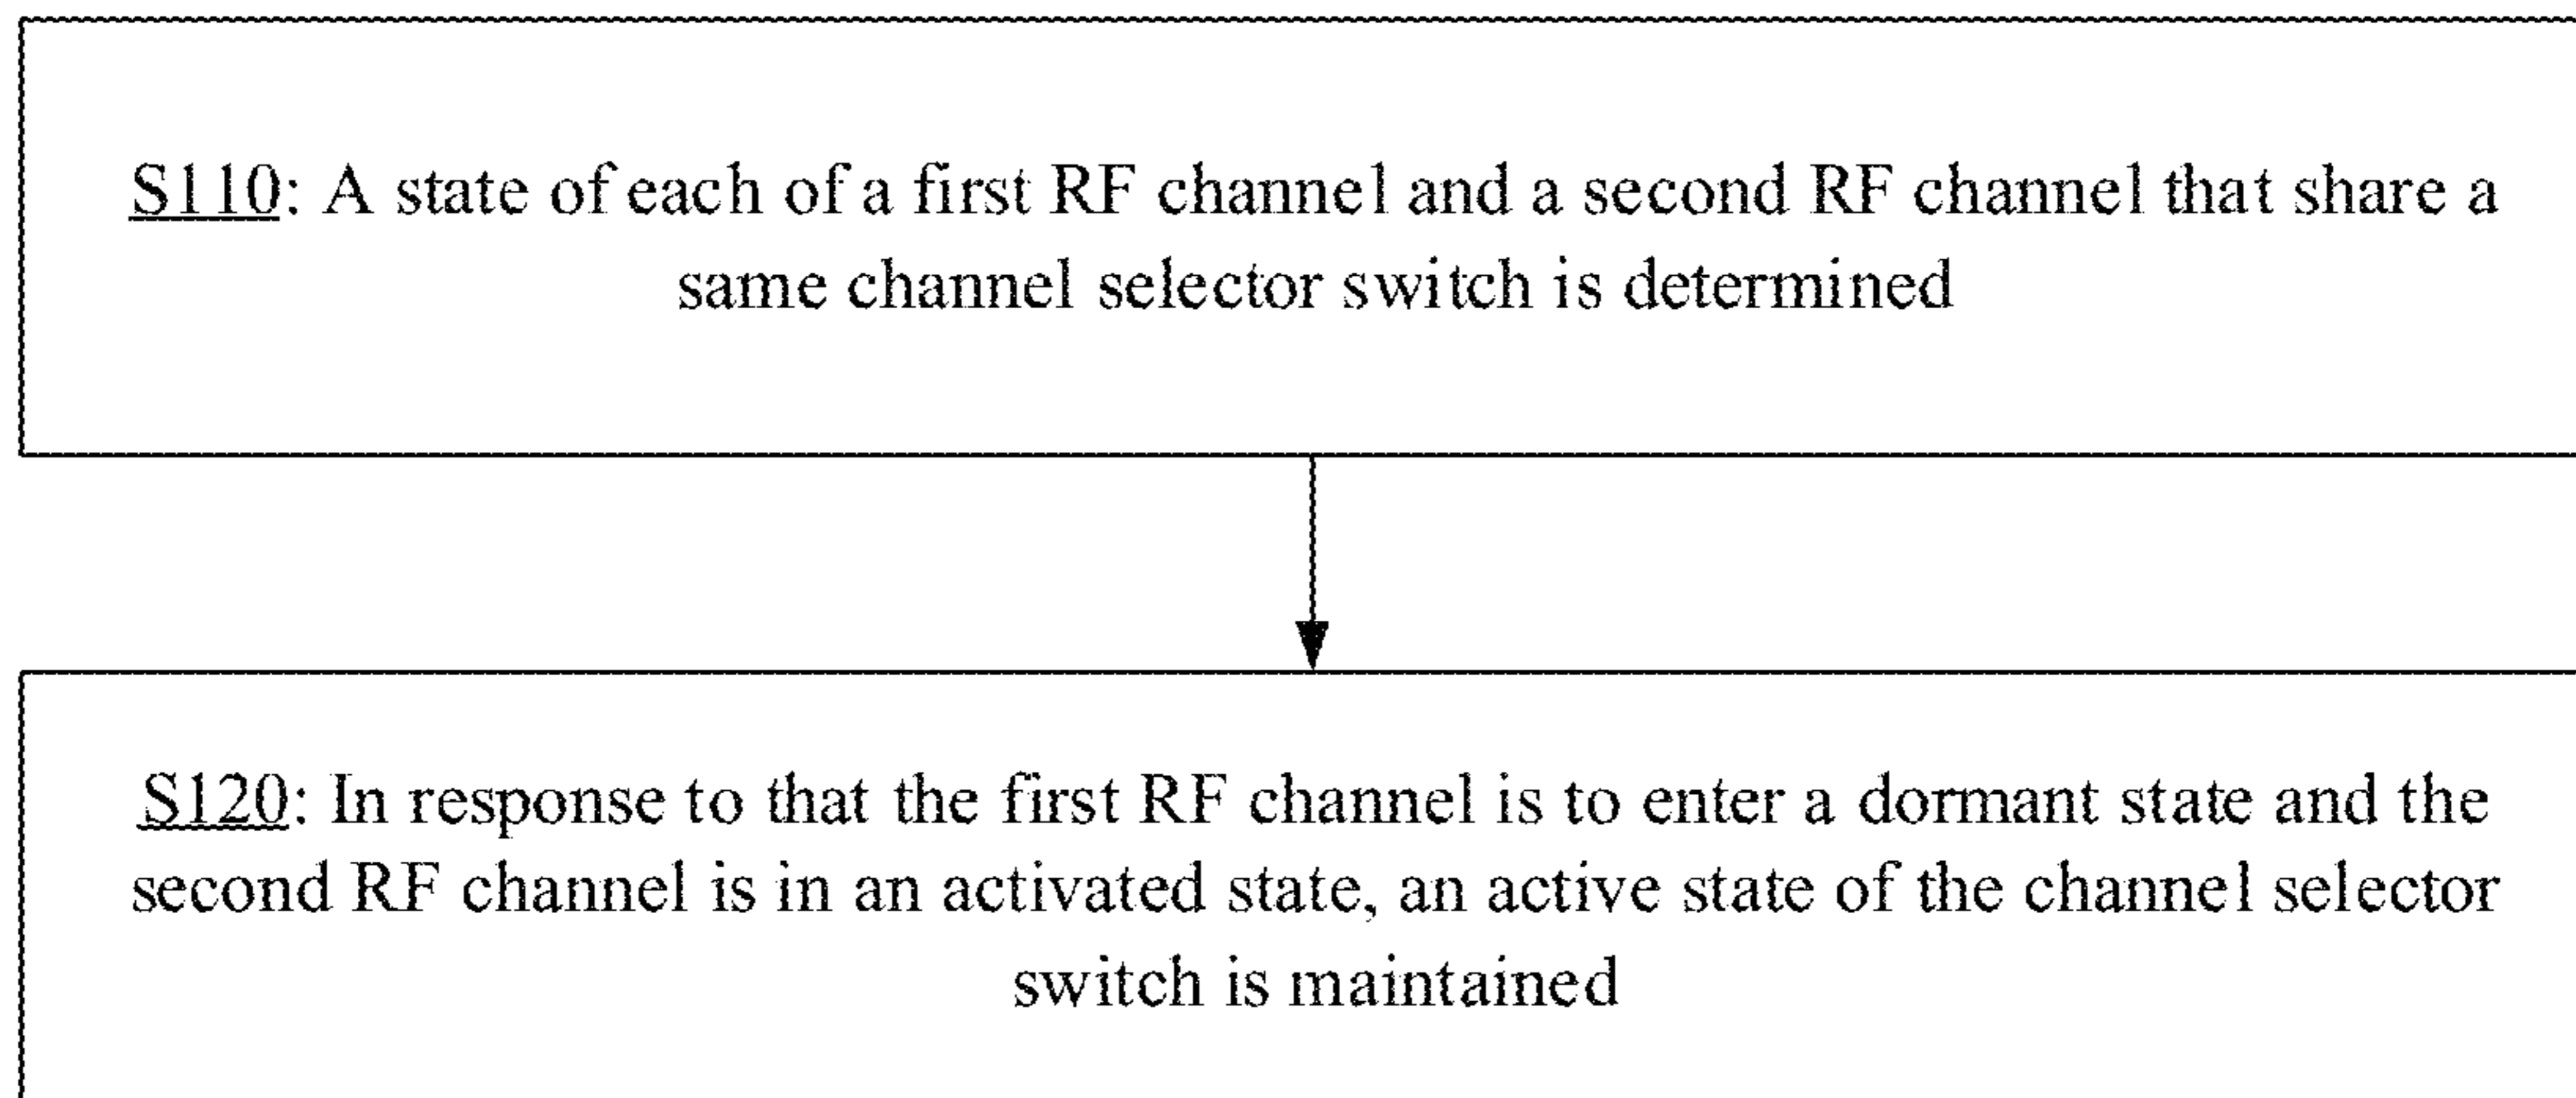 S110: A state of each of a first RF channel and a second RF channel that share a
same channel selector switch is determined
S120: In response to that the first RF channel is to enter a dormant state and the
second RF channel is in an activated state, an active state of the channel selector
switch is maintained